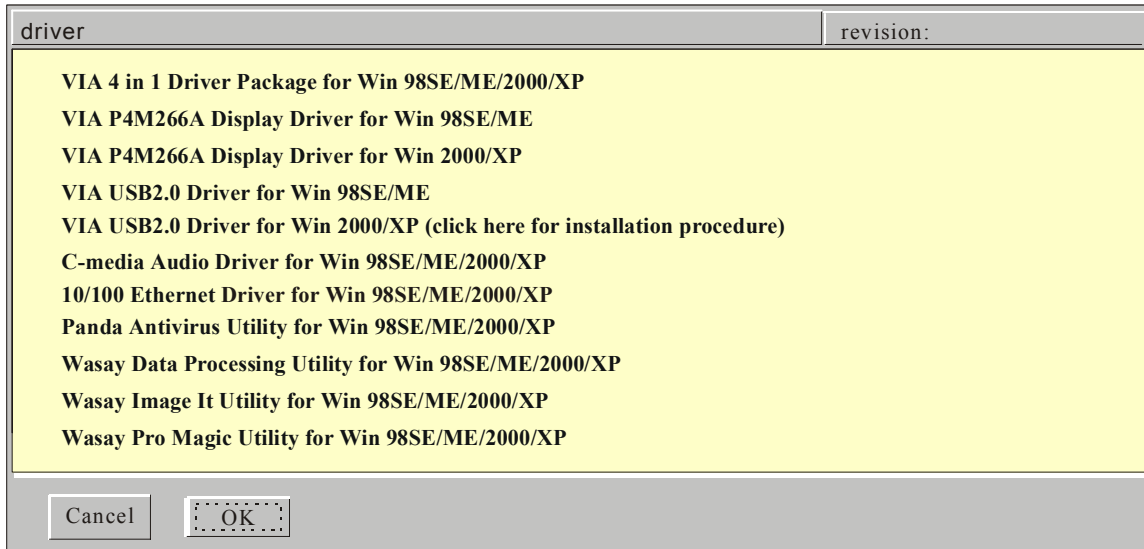 driver
revision:
VIA 4 in 1 Driver Package for Win 98SE/ME/2000/XP
VIA P4M266A Display Driver for Win 98SE/ME
VIA P4M266A Display Driver for Win 2000/XP
VIA USB2.0 Driver for Win 98SE/ME
VIA USB2.0 Driver for Win 2000/XP (click here for installation procedure)
C-media Audio Driver for Win 98SE/ME/2000/XP
10/100 Ethernet Driver for Win 98SE/ME/2000/XP
Panda Antivirus Utility for Win 98SE/ME/2000/XP
Wasay Data Processing Utility for Win 98SE/ME/2000/XP
Wasay Image It Utility for Win 98SE/ME/2000/XP
Wasay Pro Magic Utility for Win 98SE/ME/2000/XP
Cancel
OK